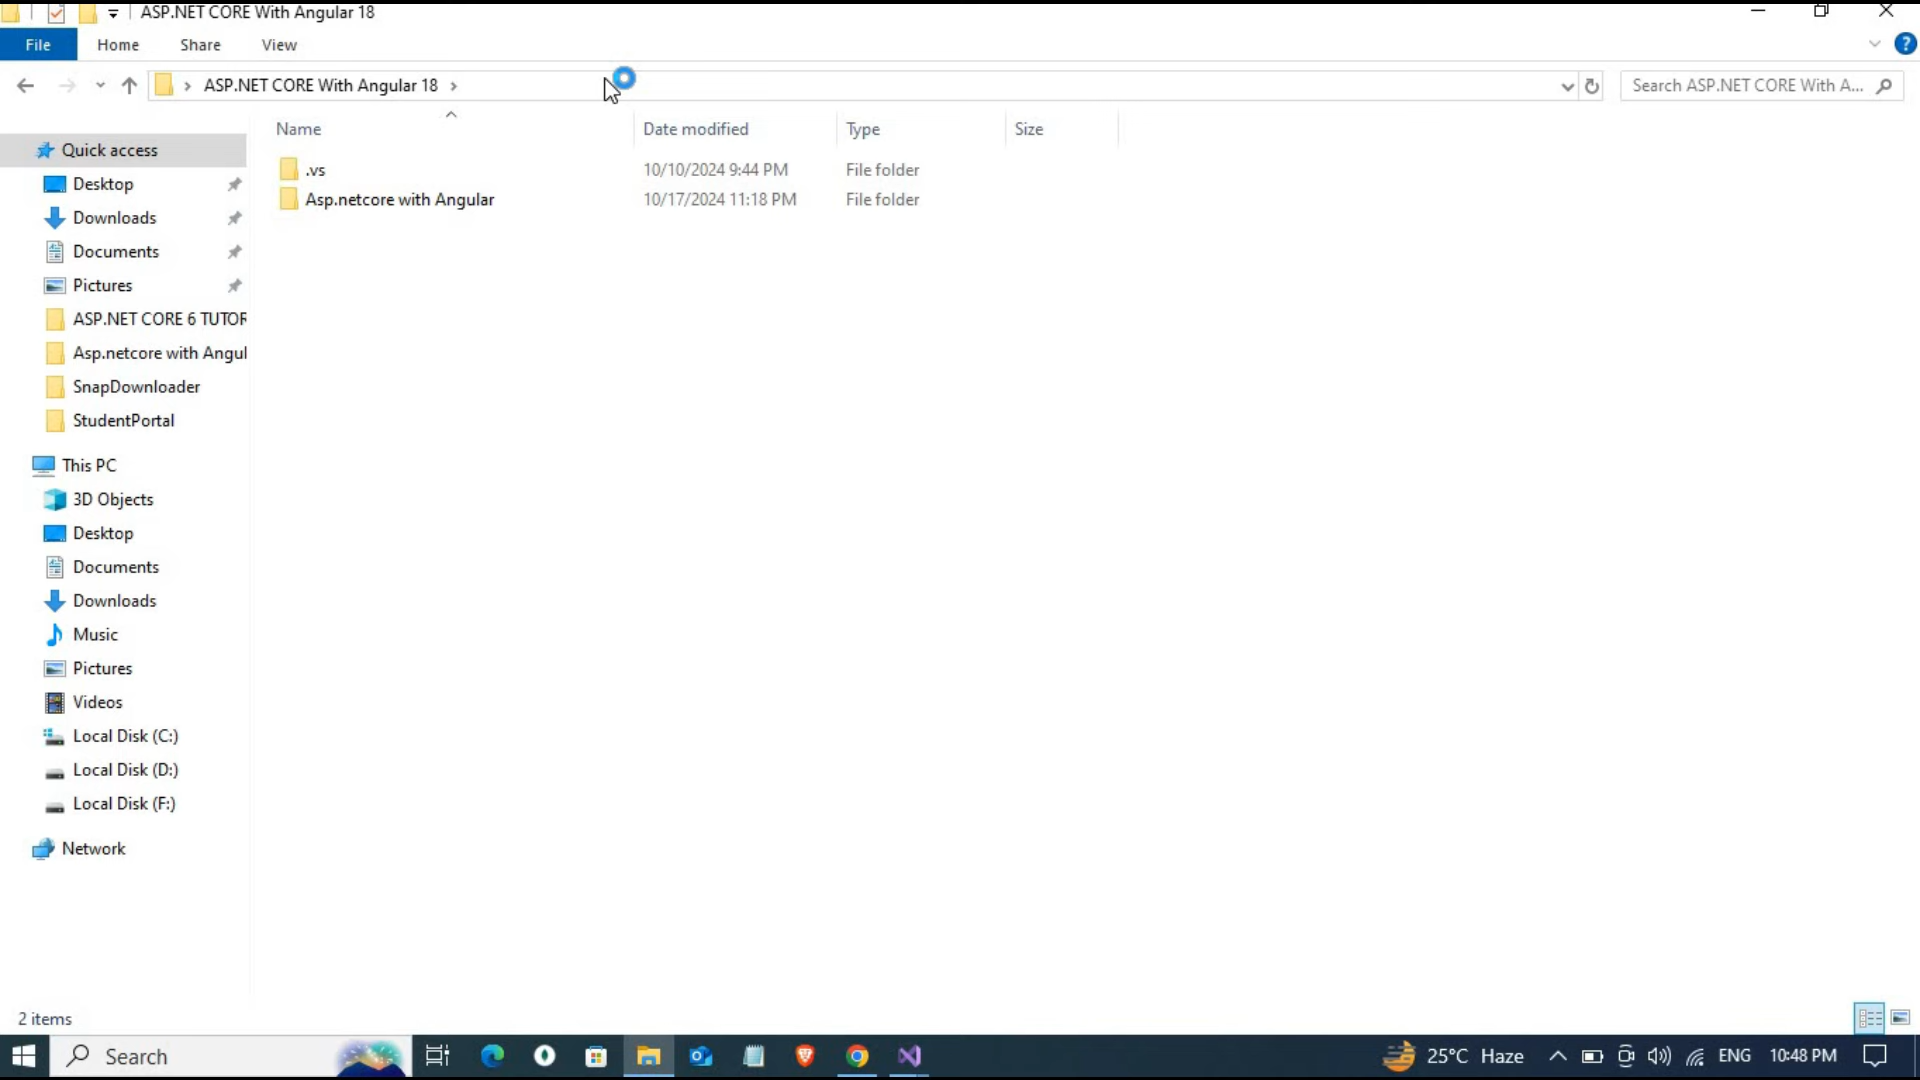 ASP.NET CORE With Angular 18
File Home Share View
ASP.NET CORE With Angular 18
Search ASP.NET CORE With A...
Name Date modified Type Size
.vs 10/10/2024 9:44 PM File folder
Asp.netcore with Angular 10/17/2024 11:18 PM File folder
Quick access
Desktop
Downloads
Documents
Pictures
ASP.NET CORE 6 TUTOR
Asp.netcore with Angul
SnapDownloader
StudentPortal
This PC
3D Objects
Desktop
Documents
Downloads
Music
Pictures
Videos
Local Disk (C:)
Local Disk (D:)
Local Disk (F:)
Network
2 items
Search 25°C Haze ENG 10:48 PM